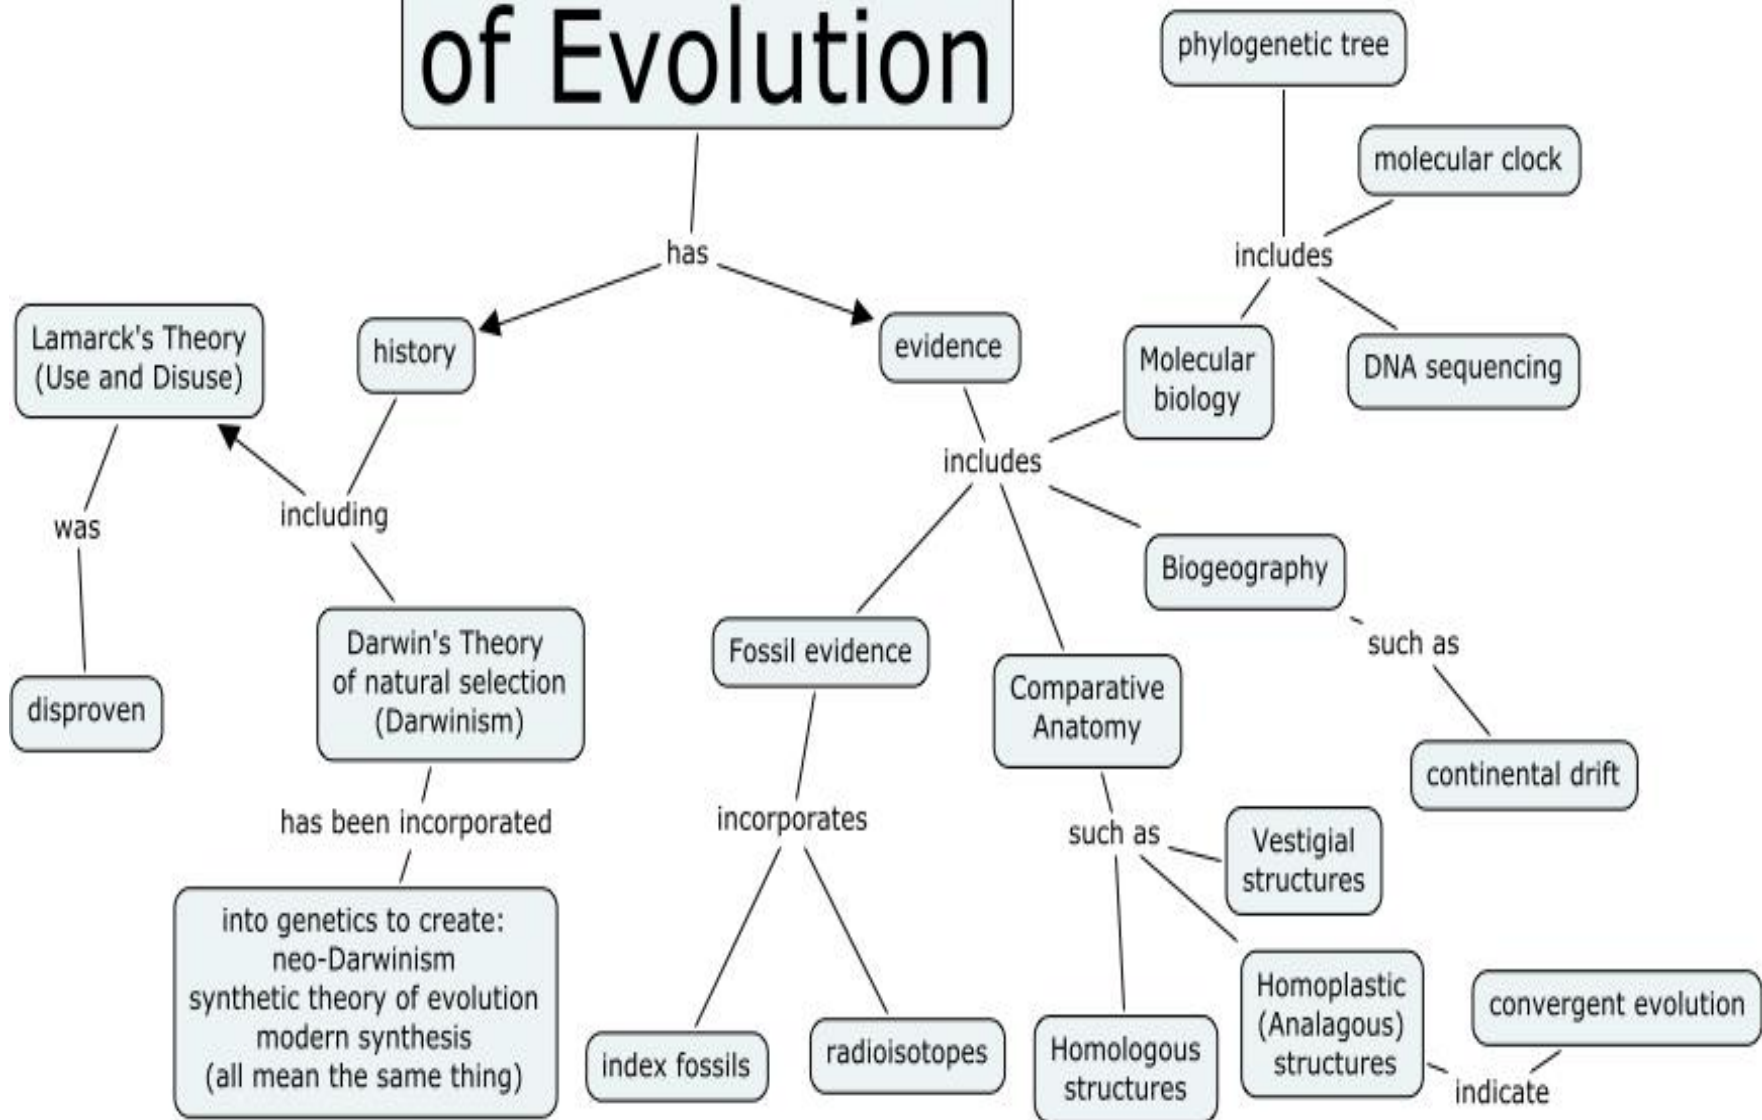 of Evolution
phylogenetic tree
molecular clock
includes
has
Lamarck's Theory
(Use and Disuse)
history
evidence
Molecular
biology
DNA sequencing
includes
including
was
Biogeography
such as
Darwin's Theory
of natural selection
(Darwinism)
Fossil evidence
Comparative
Anatomy
disproven
continental drift
has been incorporated
incorporates
such as
Vestigial
structures
into genetics to create:
neo-Darwinism
synthetic theory of evolution
modern synthesis
(all mean the same thing)
index fossils
radioisotopes
Homologous
structures
Homoplastic
(Analagous)
structures
convergent evolution
indicate